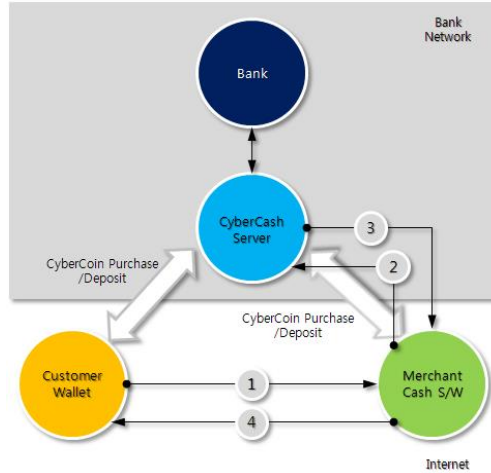 Bank
Network
Bank
CyberCash
Server
3
2
CyberCoin Purchase
/Deposit
CyberCoin Purchase
/Deposit
Customer
Wallet
1
Merchant
Cash S/W
4
Internet